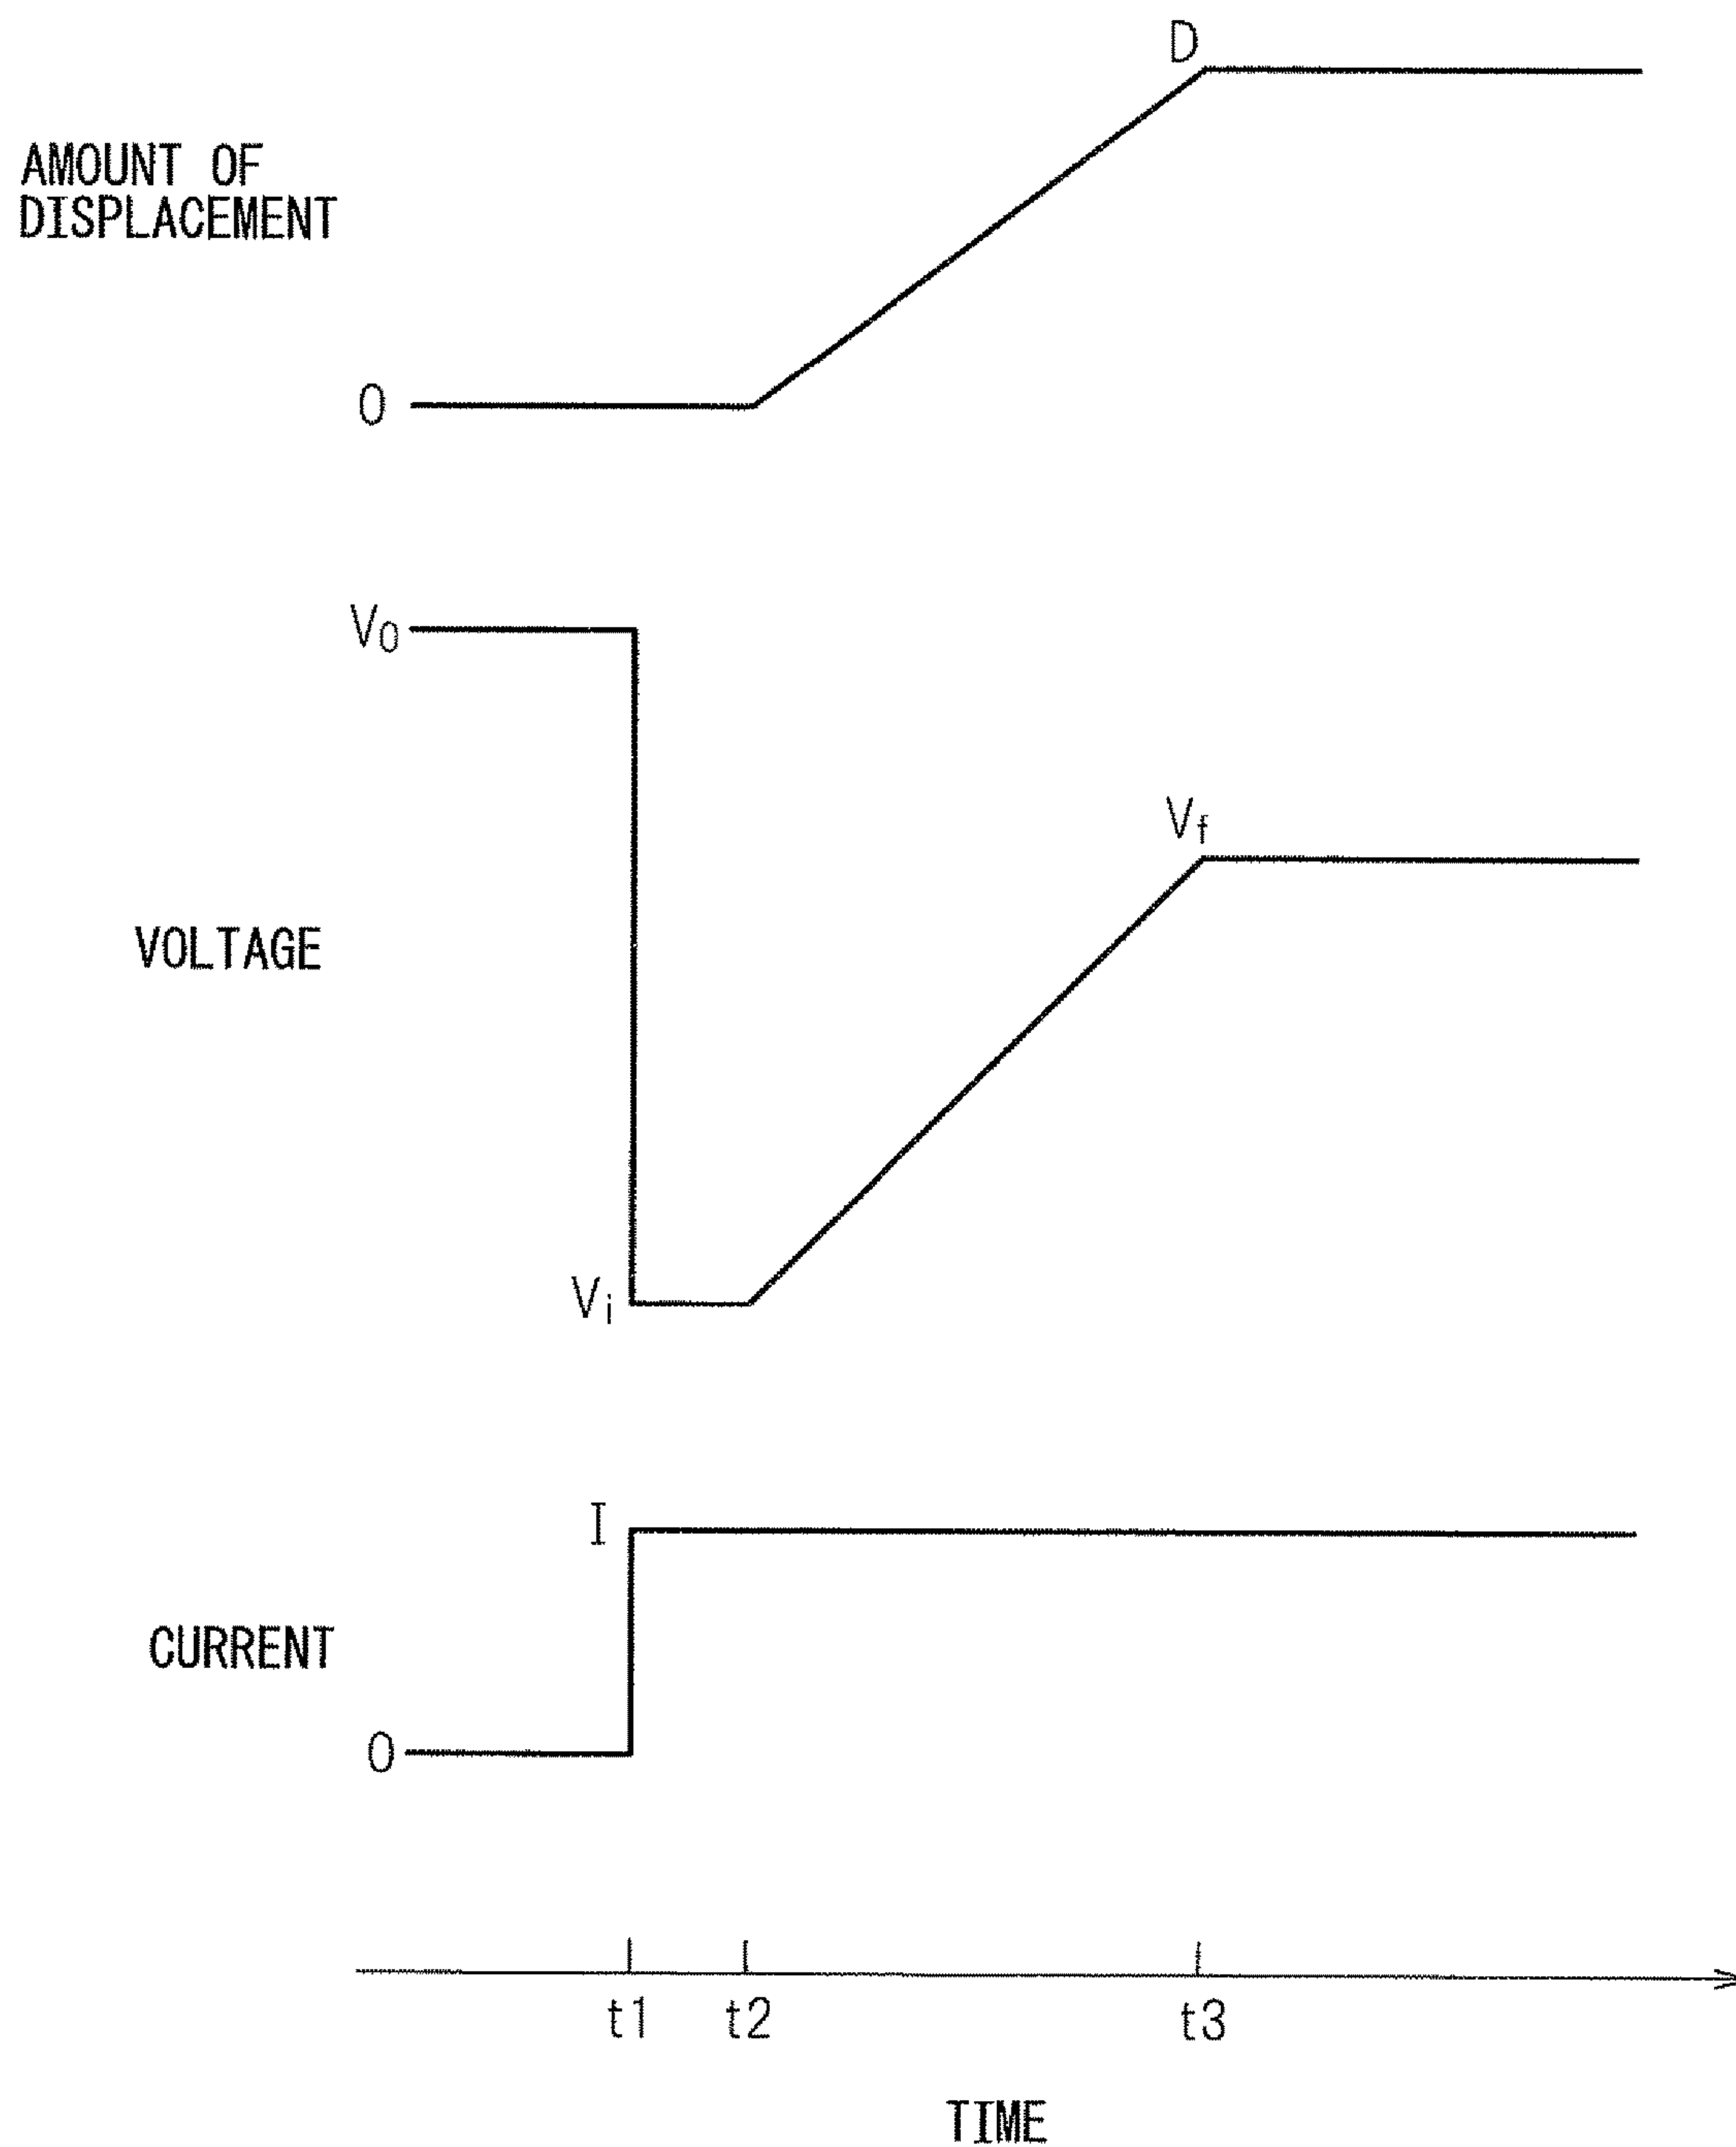 D
AMOUNT OF
DISPLACEMENT
0
V0
Vf
VOLTAGE
Vi
I
CURRENT
0
t1 t2 t3
TIME